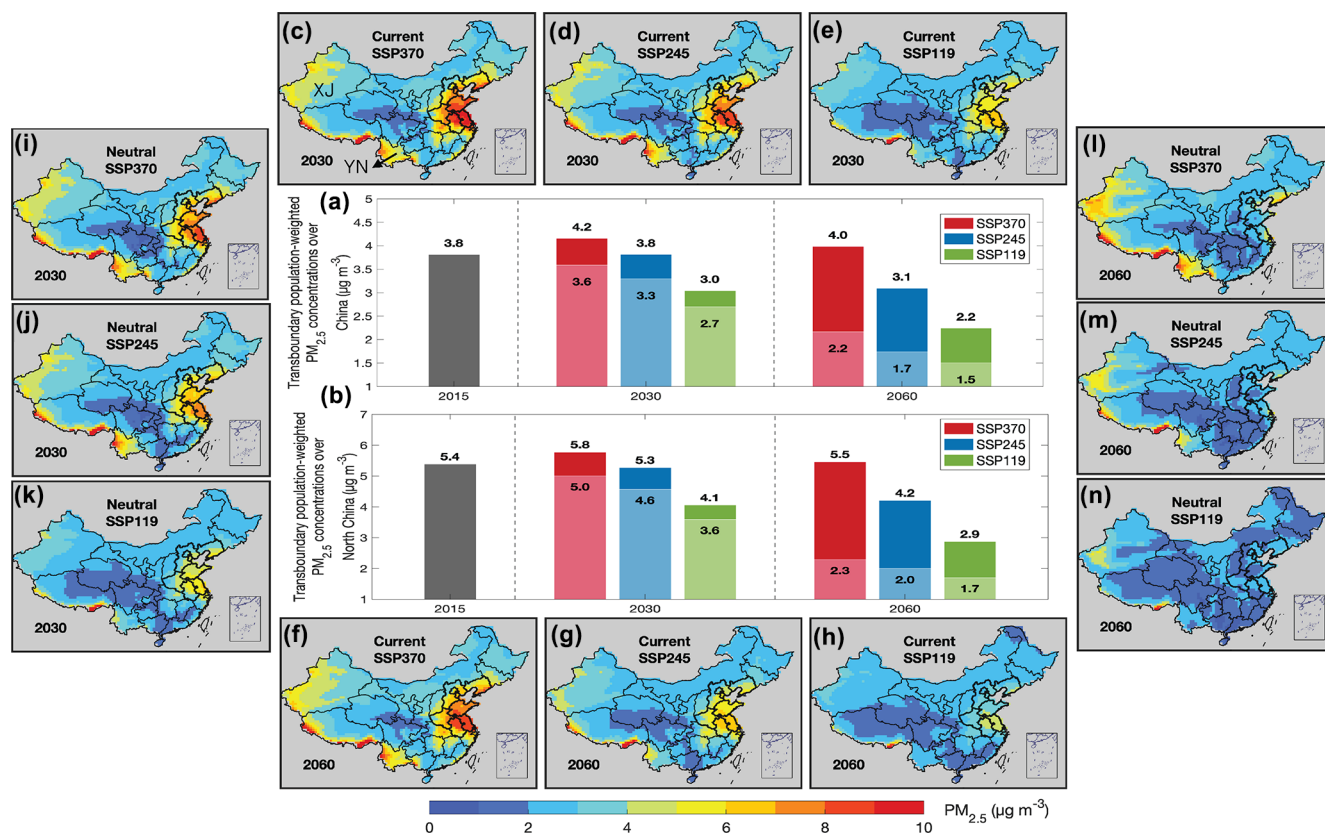 (c)
Current
SSP370
XJ
2030
YN
(d)
Current
SSP245
2030
(e)
Current
SSP119
2030
(i)
Neutral
SSP370
2030
(j)
Neutral
SSP245
2030
(k)
Neutral
SSP119
2030
(a)
Transboundary population-weighted
PM2.5 concentrations over
China (µg m-3)
5
4.5
4
3.5
3
2.5
2
1.5
1
3.8
4.2
3.6
3.8
3.3
3.0
2.7
4.0
2.2
3.1
1.7
2.2
1.5
SSP370
SSP245
SSP119
2015
2030
2060
(b)
Transboundary population-weighted
PM2.5 concentrations over
North China (µg m-3)
7
6
5
4
3
2
1
5.4
5.8
5.0
5.3
4.6
4.1
3.6
5.5
2.3
4.2
2.0
2.9
1.7
SSP370
SSP245
SSP119
2015
2030
2060
(l)
Neutral
SSP370
2060
(m)
Neutral
SSP245
2060
(n)
Neutral
SSP119
2060
(f)
Current
SSP370
2060
(g)
Current
SSP245
2060
(h)
Current
SSP119
2060
0 2 4 6 8 10
PM2.5 (µg m-3)